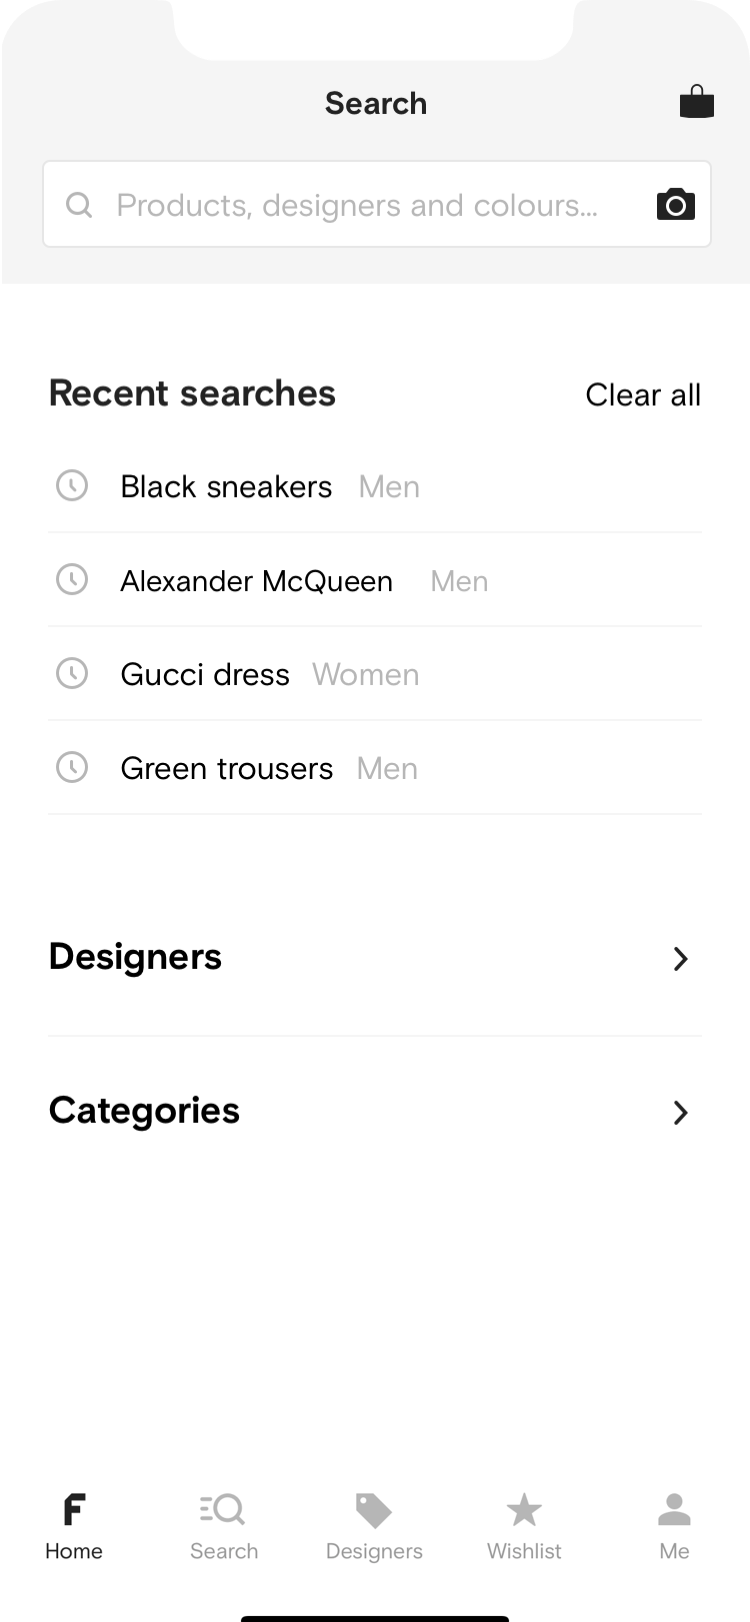 Search
Products, designers and colours...
Recent searches Clear all
Black sneakers Men
Alexander McQueen Men
Gucci dress Women
Green trousers Men
Designers
Categories
Home Search Designers Wishlist Me